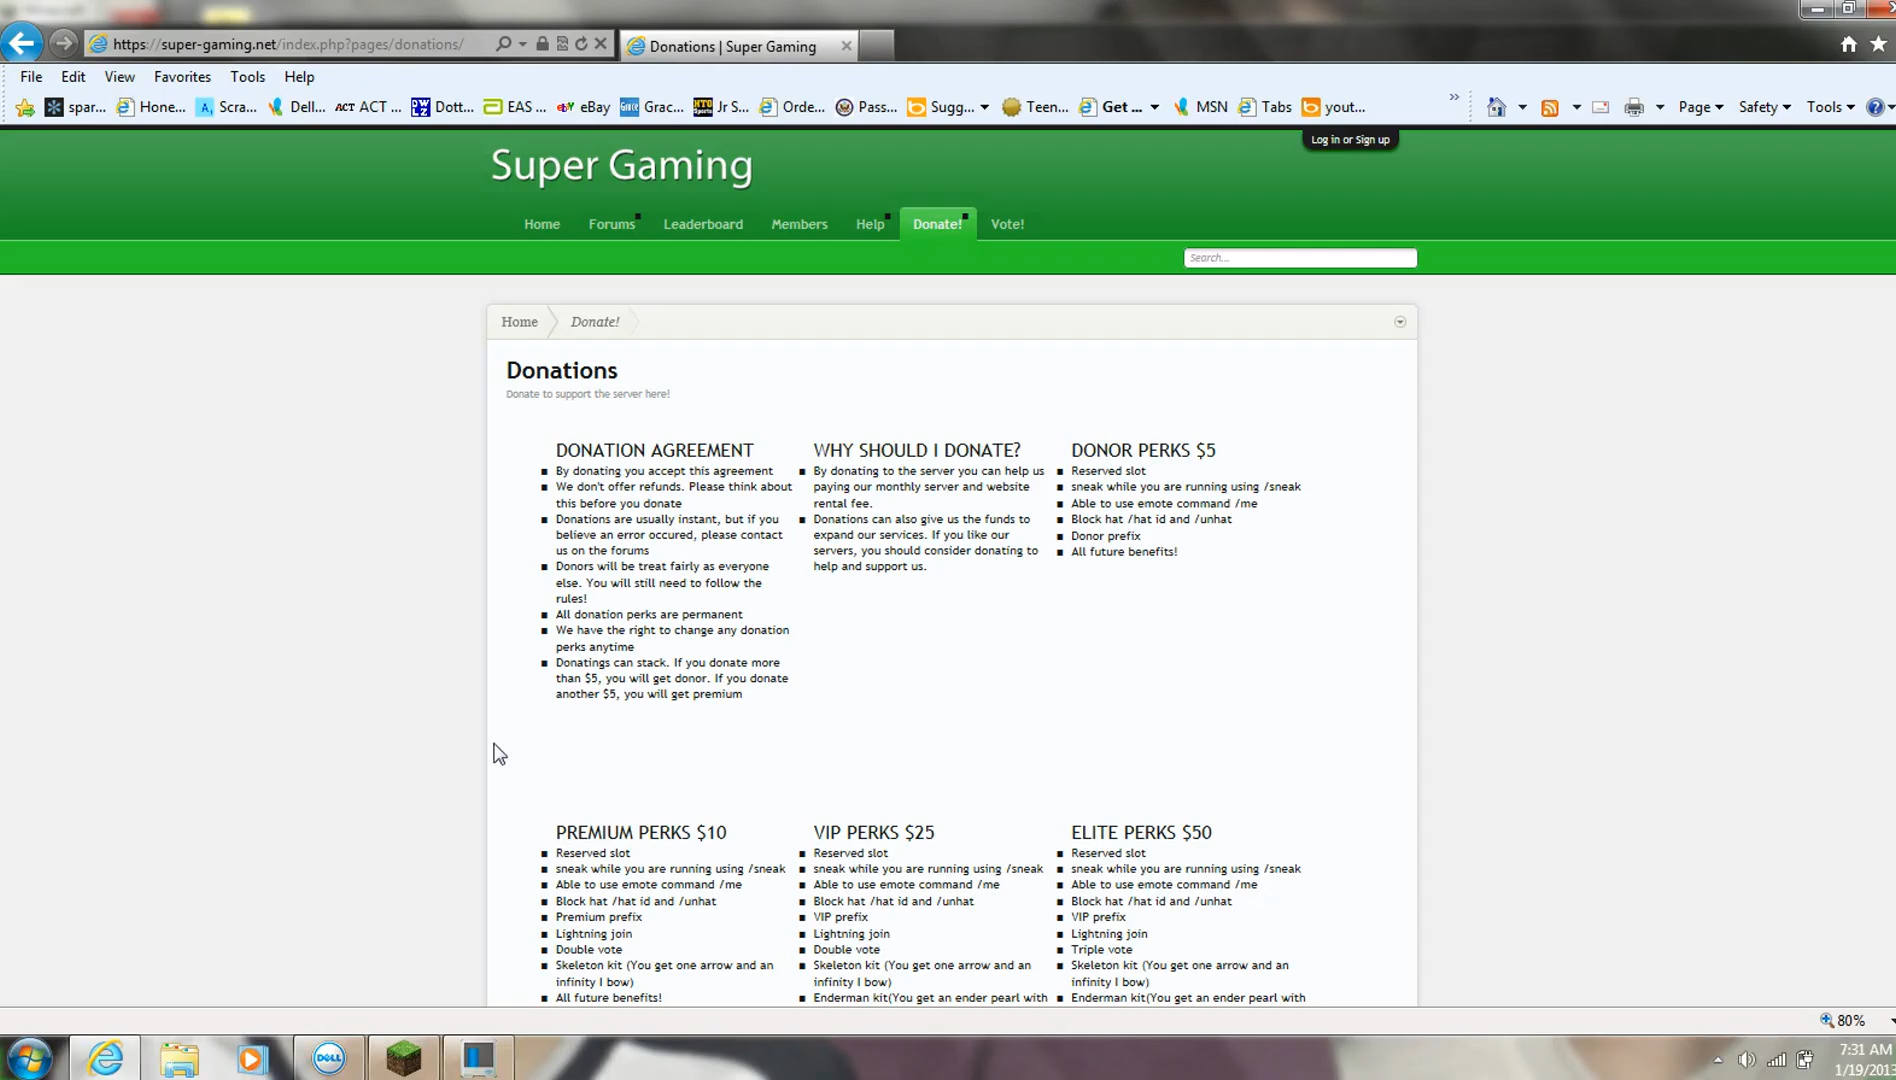 https://super-gaming.net/index.php?pages/donations/
Donations | Super Gaming
File Edit View Favorites Tools Help
spar... Hone... Scra... Dell... ACT ACT ... Dott... EAS ... eBay Grac... Jr S... Orde... Pass... Sugg... Teen... Get ... MSN Tabs yout... Page Safety Tools
Log in or Sign up
Super Gaming
Home Forums Leaderboard Members Help Donate! Vote!
Search...
Home Donate!
Donations
Donate to support the server here!
DONATION AGREEMENT
By donating you accept this agreement
We don't offer refunds. Please think about
this before you donate
Donations are usually instant, but if you
believe an error occured, please contact
us on the forums
Donors will be treat fairly as everyone
else. You will still need to follow the
rules!
All donation perks are permanent
We have the right to change any donation
perks anytime
Donatings can stack. If you donate more
than $5, you will get donor. If you donate
another $5, you will get premium
WHY SHOULD I DONATE?
By donating to the server you can help us
paying our monthly server and website
rental fee.
Donations can also give us the funds to
expand our services. If you like our
servers, you should consider donating to
help and support us.
DONOR PERKS $5
Reserved slot
sneak while you are running using /sneak
Able to use emote command /me
Block hat /hat id and /unhat
Donor prefix
All future benefits!
PREMIUM PERKS $10
Reserved slot
sneak while you are running using /sneak
Able to use emote command /me
Block hat /hat id and /unhat
Premium prefix
Lightning join
Double vote
Skeleton kit (You get one arrow and an
infinity I bow)
All future benefits!
VIP PERKS $25
Reserved slot
sneak while you are running using /sneak
Able to use emote command /me
Block hat /hat id and /unhat
VIP prefix
Lightning join
Double vote
Skeleton kit (You get one arrow and an
infinity I bow)
Enderman kit(You get an ender pearl with
ELITE PERKS $50
Reserved slot
sneak while you are running using /sneak
Able to use emote command /me
Block hat /hat id and /unhat
VIP prefix
Lightning join
Triple vote
Skeleton kit (You get one arrow and an
infinity I bow)
Enderman kit(You get an ender pearl with
80%
DELL
7:31 AM
1/19/2013